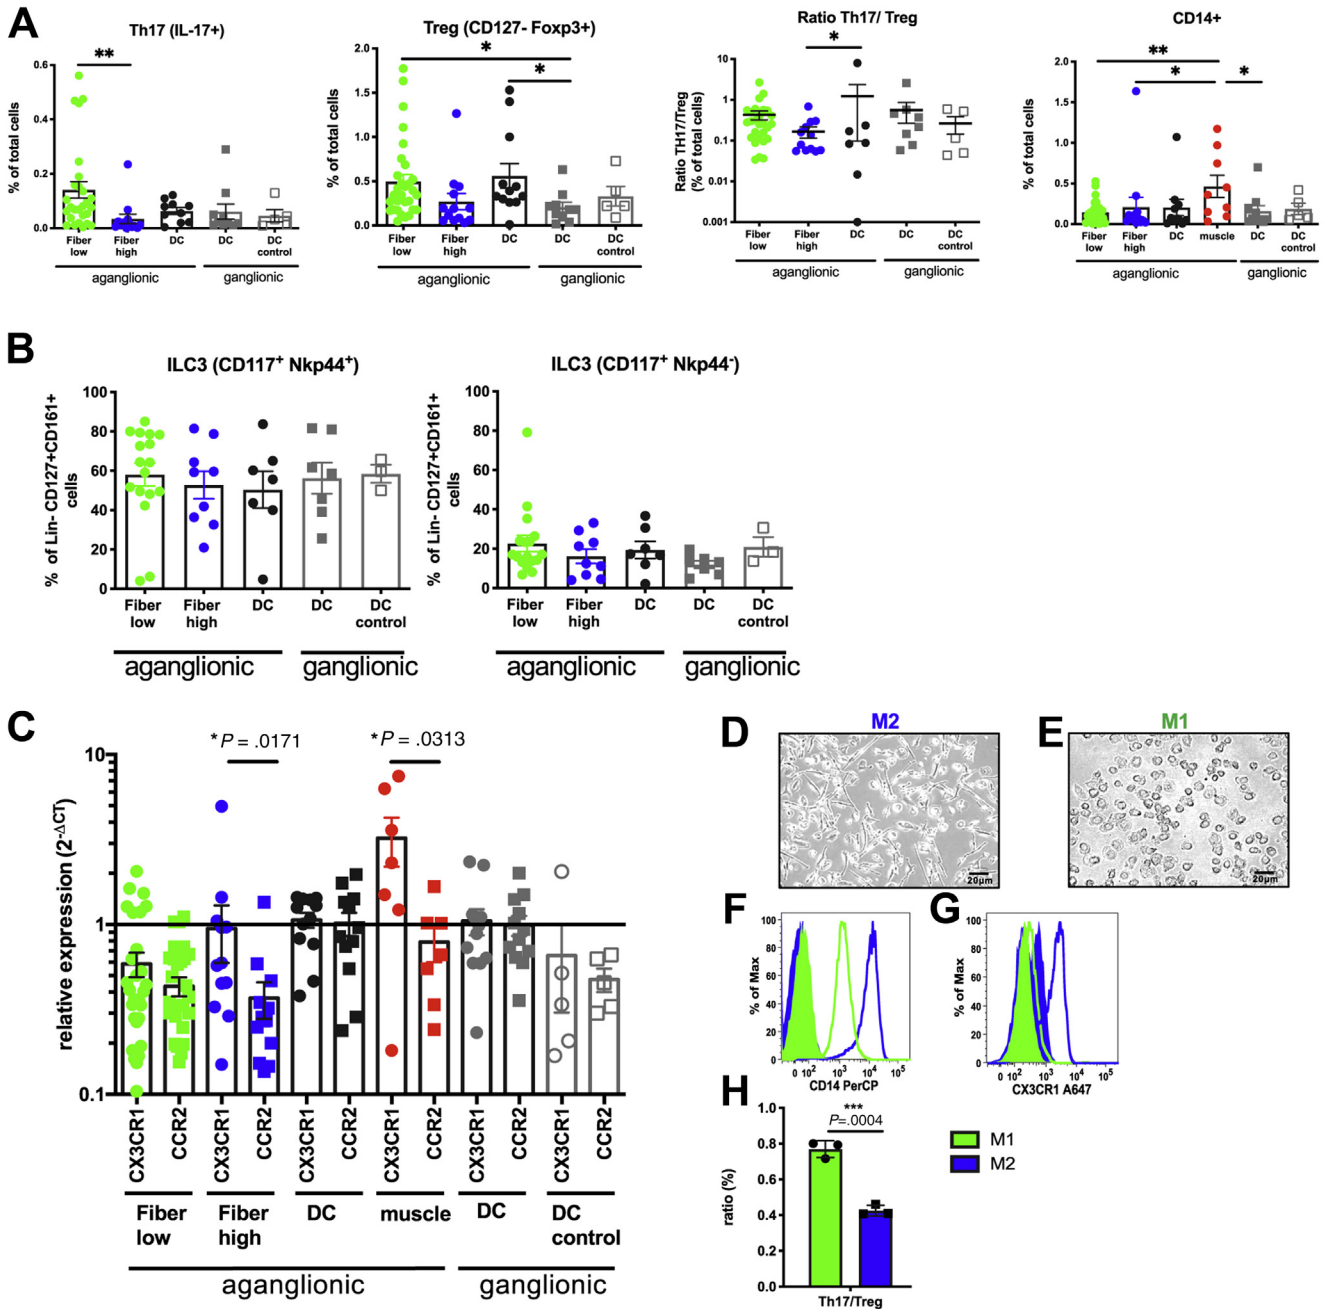 A
Th17 (IL-17+)
**
% of total cells
0.6
0.4
0.2
0.0
Fiber low
Fiber high
DC
DC
DC control
aganglionic
ganglionic
Treg (CD127- Foxp3+)
*
*
% of total cells
2.0
1.5
1.0
0.5
0.0
Fiber low
Fiber high
DC
DC
DC control
aganglionic
ganglionic
Ratio Th17/ Treg
*
Ratio TH17/Treg
(% of total cells)
10
1
0.1
0.01
0.001
Fiber low
Fiber high
DC
DC
DC control
aganglionic
ganglionic
CD14+
**
*
*
% of total cells
2.0
1.5
1.0
0.5
0.0
Fiber low
Fiber high
DC
muscle
DC
DC control
aganglionic
ganglionic
B
ILC3 (CD117+ Nkp44+)
% of Lin- CD127+CD161+
cells
100
80
60
40
20
0
Fiber low
Fiber high
DC
DC
DC control
aganglionic
ganglionic
ILC3 (CD117+ Nkp44-)
% of Lin- CD127+CD161+
cells
100
80
60
40
20
0
Fiber low
Fiber high
DC
DC
DC control
aganglionic
ganglionic
C
*P = .0171
*P = .0313
relative expression (2-ΔCT)
10
1
0.1
CX3CR1
CCR2
CX3CR1
CCR2
CX3CR1
CCR2
CX3CR1
CCR2
CX3CR1
CCR2
CX3CR1
CCR2
Fiber low
Fiber high
DC
muscle
DC
DC control
aganglionic
ganglionic
D
M2
20µm
E
M1
20µm
F
% of Max
100
80
60
40
20
0
0 10² 10³ 10⁴ 10⁵
CD14 PerCP
G
% of Max
100
80
60
40
20
0
0 10² 10³ 10⁴ 10⁵
CX3CR1 A647
H
***
P=.0004
ratio (%)
1.0
0.8
0.6
0.4
0.2
0.0
Th17/Treg
M1
M2